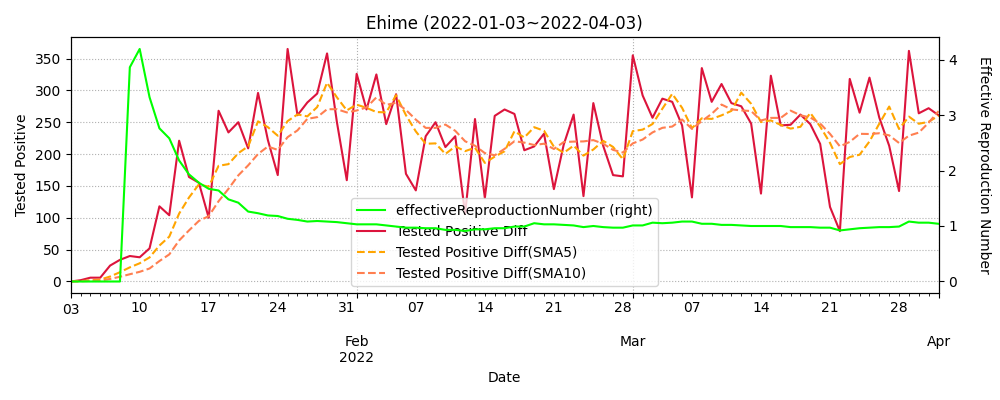 Ehime (2022-01-03~2022-04-03)
350
300
250
200
150
100
50
0
Tested Positive
4
3
2
1
0
Effective Reproduction Number
effectiveReproductionNumber (right)
Tested Positive Diff
Tested Positive Diff(SMA5)
Tested Positive Diff(SMA10)
03 10 17 24 31 07 14 21 28 07 14 21 28
Feb Mar Apr
2022
Date